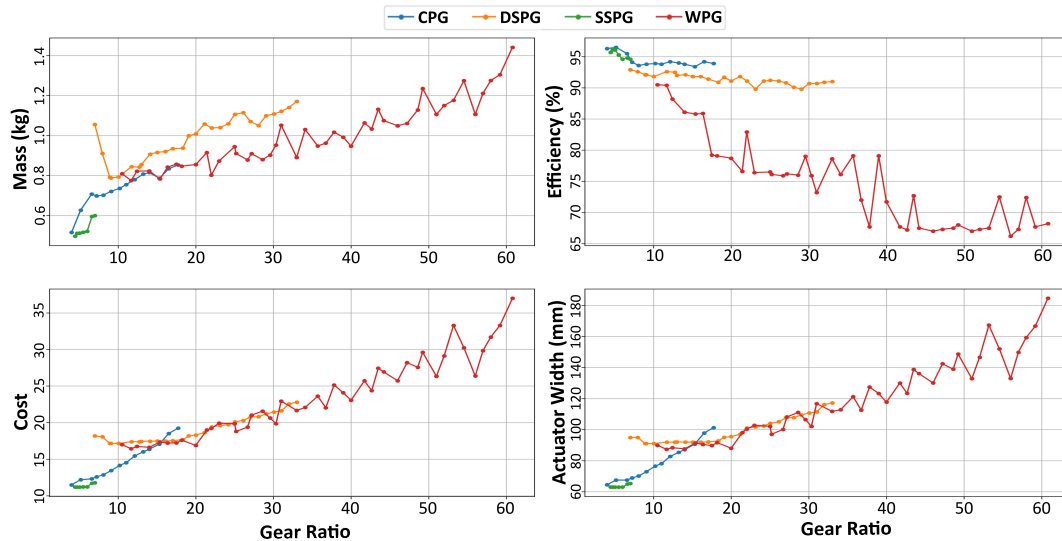 CPG DSPG SSPG WPG
Mass (kg)
1.4
1.2
1.0
0.8
0.6
10 20 30 40 50 60
Efficiency (%)
95
90
85
80
75
70
65
10 20 30 40 50 60
Cost
35
30
25
20
15
10
10 20 30 40 50 60
Gear Ratio
Actuator Width (mm)
180
160
140
120
100
80
60
10 20 30 40 50 60
Gear Ratio